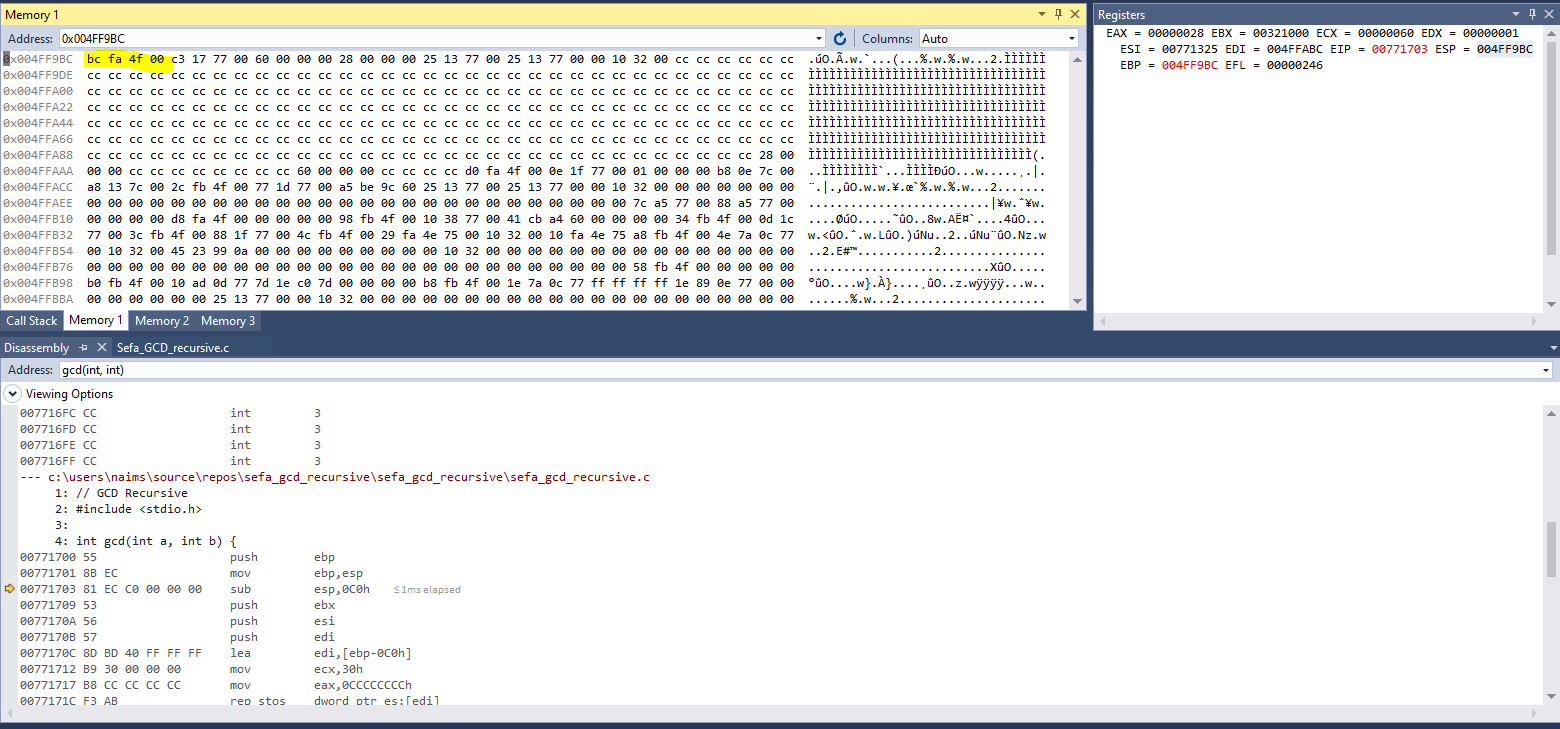 Memory 1
Address: 0x004FF9BC Columns: Auto
0x004FF9BC bc fa 4f 00 c3 17 77 00 60 00 00 00 28 00 00 00 25 13 77 00 25 13 77 00 00 10 32 00 cc cc cc cc cc cc .úO.Ã.w.`...(...%.w.%.w...2.ÌÌÌÌÌÌ
0x004FF9DE cc cc cc cc cc cc cc cc cc cc cc cc cc cc cc cc cc cc cc cc cc cc cc cc cc cc cc cc cc cc cc cc cc cc ÌÌÌÌÌÌÌÌÌÌÌÌÌÌÌÌÌÌÌÌÌÌÌÌÌÌÌÌÌÌÌÌÌÌ
0x004FFA00 cc cc cc cc cc cc cc cc cc cc cc cc cc cc cc cc cc cc cc cc cc cc cc cc cc cc cc cc cc cc cc cc cc cc ÌÌÌÌÌÌÌÌÌÌÌÌÌÌÌÌÌÌÌÌÌÌÌÌÌÌÌÌÌÌÌÌÌÌ
0x004FFA22 cc cc cc cc cc cc cc cc cc cc cc cc cc cc cc cc cc cc cc cc cc cc cc cc cc cc cc cc cc cc cc cc cc cc ÌÌÌÌÌÌÌÌÌÌÌÌÌÌÌÌÌÌÌÌÌÌÌÌÌÌÌÌÌÌÌÌÌÌ
0x004FFA44 cc cc cc cc cc cc cc cc cc cc cc cc cc cc cc cc cc cc cc cc cc cc cc cc cc cc cc cc cc cc cc cc cc cc ÌÌÌÌÌÌÌÌÌÌÌÌÌÌÌÌÌÌÌÌÌÌÌÌÌÌÌÌÌÌÌÌÌÌ
0x004FFA66 cc cc cc cc cc cc cc cc cc cc cc cc cc cc cc cc cc cc cc cc cc cc cc cc cc cc cc cc cc cc cc cc cc cc ÌÌÌÌÌÌÌÌÌÌÌÌÌÌÌÌÌÌÌÌÌÌÌÌÌÌÌÌÌÌÌÌÌÌ
0x004FFA88 cc cc cc cc cc cc cc cc cc cc cc cc cc cc cc cc cc cc cc cc cc cc cc cc cc cc cc cc cc cc cc cc 28 00 ÌÌÌÌÌÌÌÌÌÌÌÌÌÌÌÌÌÌÌÌÌÌÌÌÌÌÌÌÌÌÌÌ(.
0x004FFAAA 00 00 cc cc cc cc cc cc cc cc 60 00 00 00 cc cc cc cc d0 fa 4f 00 0e 1f 77 00 01 00 00 00 b8 0e 7c 00 ..ÌÌÌÌÌÌÌÌ`...ÌÌÌÌÐúO...w.....¸.|.
0x004FFACC a8 13 7c 00 2c fb 4f 00 77 1d 77 00 a5 be 9c 60 25 13 77 00 25 13 77 00 00 10 32 00 00 00 00 00 00 00 ¨.|.,ûO.w.w.¥.œ`%.w.%.w...2.......
0x004FFAEE 00 00 00 00 00 00 00 00 00 00 00 00 00 00 00 00 00 00 00 00 00 00 00 00 00 00 7c a5 77 00 88 a5 77 00 ..........................|¥w.ˆ¥w.
0x004FFB10 00 00 00 00 d8 fa 4f 00 00 00 00 00 98 fb 4f 00 10 38 77 00 41 cb a4 60 00 00 00 00 34 fb 4f 00 0d 1c ....ØúO.....˜ûO..8w.AË¤`....4ûO...
0x004FFB32 77 00 3c fb 4f 00 88 1f 77 00 4c fb 4f 00 29 fa 4e 75 00 10 32 00 10 fa 4e 75 a8 fb 4f 00 4e 7a 0c 77 w.<ûO.ˆ.w.LûO.)úNu..2..úNu¨ûO.Nz.w
0x004FFB54 00 10 32 00 45 23 99 0a 00 00 00 00 00 00 00 00 00 10 32 00 00 00 00 00 00 00 00 00 00 00 00 00 00 00 ..2.E#™...........2...............
0x004FFB76 00 00 00 00 00 00 00 00 00 00 00 00 00 00 00 00 00 00 00 00 00 00 00 00 00 00 58 fb 4f 00 00 00 00 00 ..........................XûO.....
0x004FFB98 b0 fb 4f 00 10 ad 0d 77 7d 1e c0 7d 00 00 00 00 b8 fb 4f 00 1e 7a 0c 77 ff ff ff ff 1e 89 0e 77 00 00 °ûO....w}.À}....¸ûO..z.wÿÿÿÿ...w..
0x004FFBBA 00 00 00 00 00 00 25 13 77 00 00 10 32 00 00 00 00 00 00 00 00 00 00 00 00 00 00 00 00 00 00 00 00 00 ......%.w...2.....................
Call Stack Memory 1 Memory 2 Memory 3
Registers
EAX = 00000028 EBX = 00321000 ECX = 00000060 EDX = 00000001
ESI = 00771325 EDI = 004FFABC EIP = 00771703 ESP = 004FF9BC
EBP = 004FF9BC EFL = 00000246
Disassembly Sefa_GCD_recursive.c
Address: gcd(int, int)
Viewing Options
007716FC CC int 3
007716FD CC int 3
007716FE CC int 3
007716FF CC int 3
--- c:\users\naims\source\repos\sefa_gcd_recursive\sefa_gcd_recursive\sefa_gcd_recursive.c
1: // GCD Recursive
2: #include <stdio.h>
3:
4: int gcd(int a, int b) {
00771700 55 push ebp
00771701 8B EC mov ebp,esp
00771703 81 EC C0 00 00 00 sub esp,0C0h ≤1ms elapsed
00771709 53 push ebx
0077170A 56 push esi
0077170B 57 push edi
0077170C 8D BD 40 FF FF FF lea edi,[ebp-0C0h]
00771712 B9 30 00 00 00 mov ecx,30h
00771717 B8 CC CC CC CC mov eax,0CCCCCCCCh
0077171C F3 AB rep stos dword ptr es:[edi]